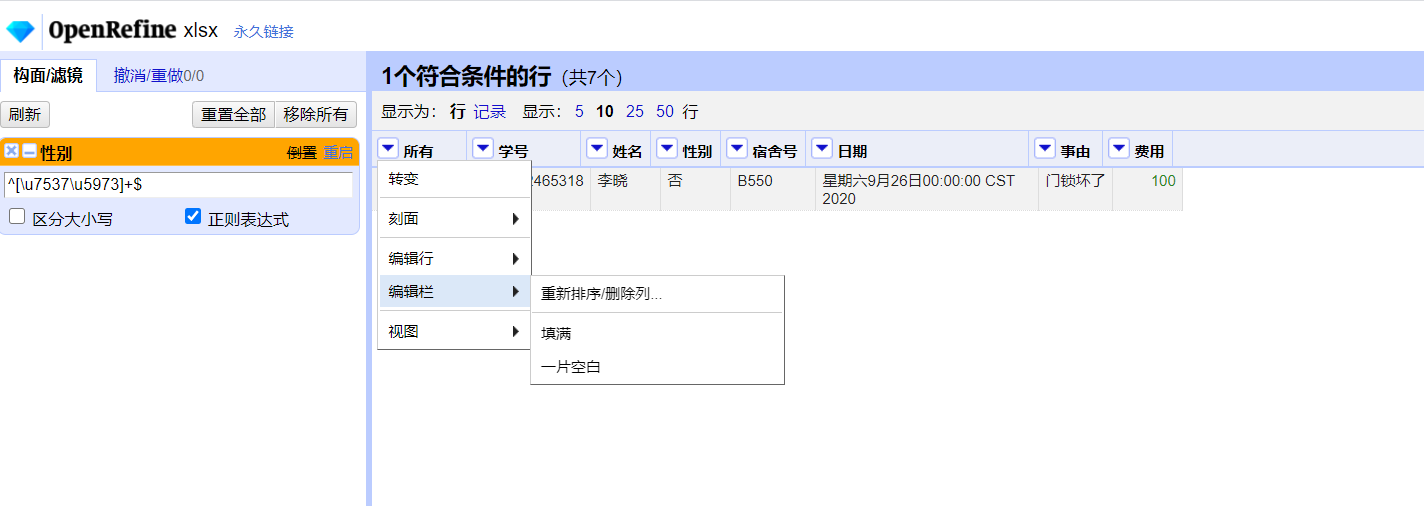 OpenRefine xlsx 永久链接
构面/滤镜 撤消/重做0/0
刷新 重置全部 移除所有
性别 倒置 重启
^[\u7537\u5973]+$
区分大小写 正则表达式
1个符合条件的行 (共7个)
显示为: 行 记录 显示: 5 10 25 50 行
所有 学号 姓名 性别 宿舍号 日期 事由 费用
2465318 李晓 否 B550 星期六9月26日00:00:00 CST 2020 门锁坏了 100
转变
刻面
编辑行
编辑栏
视图
重新排序/删除列...
填满
一片空白